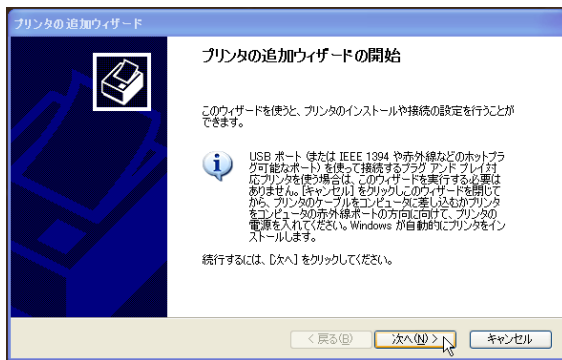 プリンタの追加ウィザード
プリンタの追加ウィザードの開始
このウィザードを使うと、プリンタのインストールや接続の設定を行うことが
できます。
USB ポート (または IEEE 1394 や赤外線などのホットプラ
グ可能なポート) を使って接続するプラグ アンド プレイ対
応プリンタを使う場合は、このウィザードを実行する必要は
ありません。[キャンセル] をクリックしこのウィザードを閉じて
から、プリンタのケーブルをコンピュータに差し込むかプリンタ
をコンピュータの赤外線ポートの方向に向けて、プリンタの
電源を入れてください。Windows が自動的にプリンタをイン
ストールします。
続行するには、[次へ] をクリックしてください。
< 戻る(B) 次へ(N) > キャンセル